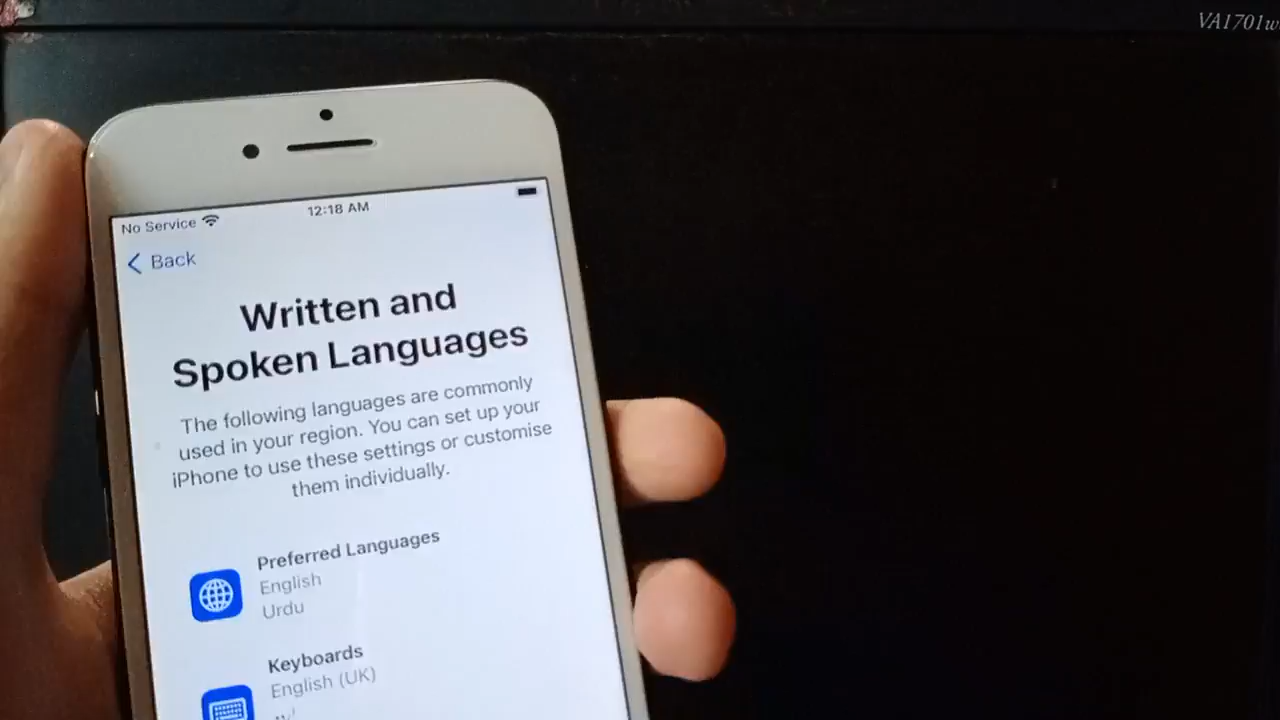 VA1701w
No Service
12:18 AM
Back
Written and
Spoken Languages
The following languages are commonly
used in your region. You can set up your
iPhone to use these settings or customise
them individually.
Preferred Languages
English
Urdu
Keyboards
English (UK)